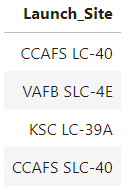 Launch_Site
CCAFS LC-40
VAFB SLC-4E
KSC LC-39A
CCAFS SLC-40